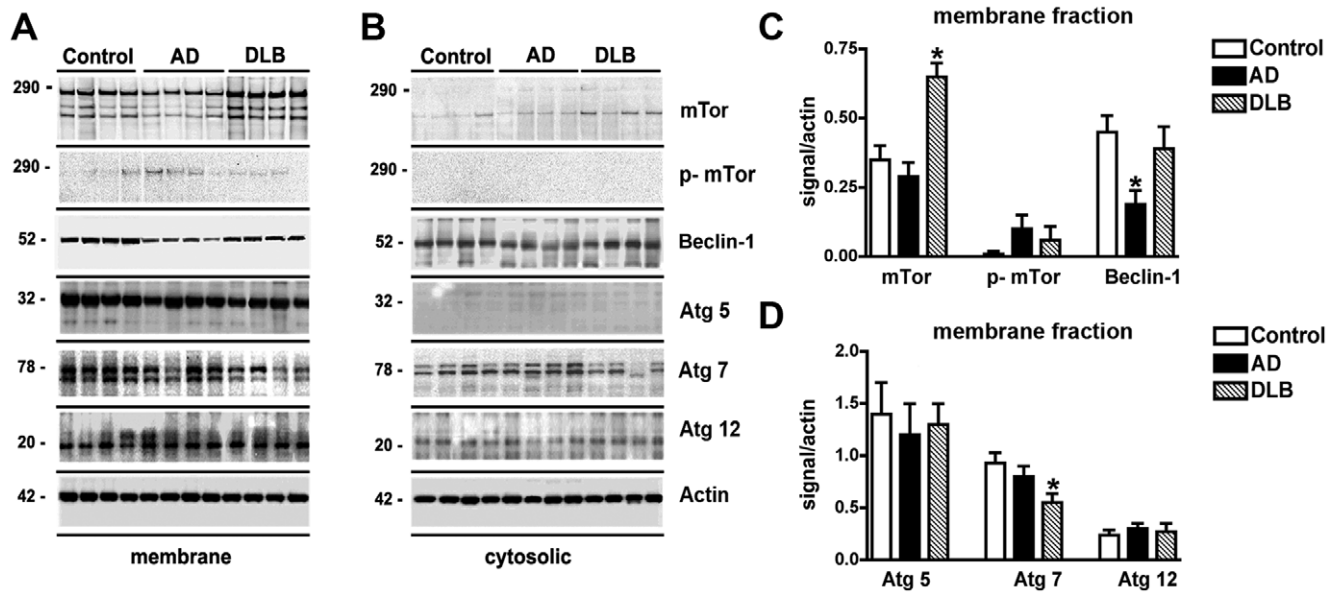 A
Control AD DLB
290 -
290 -
52 -
32 -
78 -
20 -
42 -
membrane
B
Control AD DLB
290 - mTor
290 - p- mTor
52 - Beclin-1
32 - Atg 5
78 - Atg 7
20 - Atg 12
42 - Actin
cytosolic
C
membrane fraction
signal/actin
0.75
0.50
0.25
0.00
*
*
mTor p- mTor Beclin-1
Control
AD
DLB
D
membrane fraction
signal/actin
2.0
1.5
1.0
0.5
0.0
*
Atg 5 Atg 7 Atg 12
Control
AD
DLB